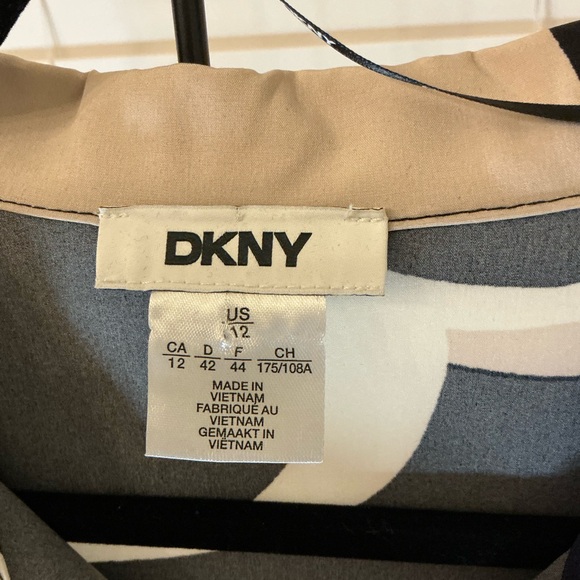 DKNY
US
12
CA D F CH
12 42 44 175/108A
MADE IN
VIETNAM
FABRIQUÉ AU
VIETNAM
GEMAAKT IN
VIETNAM